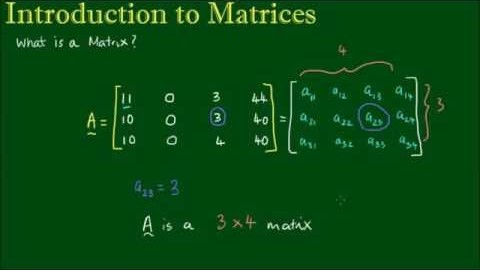 Introduction to Matrices
What is a Matrix?
4
11 0 3 44 a11 a12 a13 a14
A = 10 0 3 40 = a21 a22 a23 a24 3
10 0 4 40 a31 a32 a33 a34
a23 = 3
A is a 3 × 4 matrix